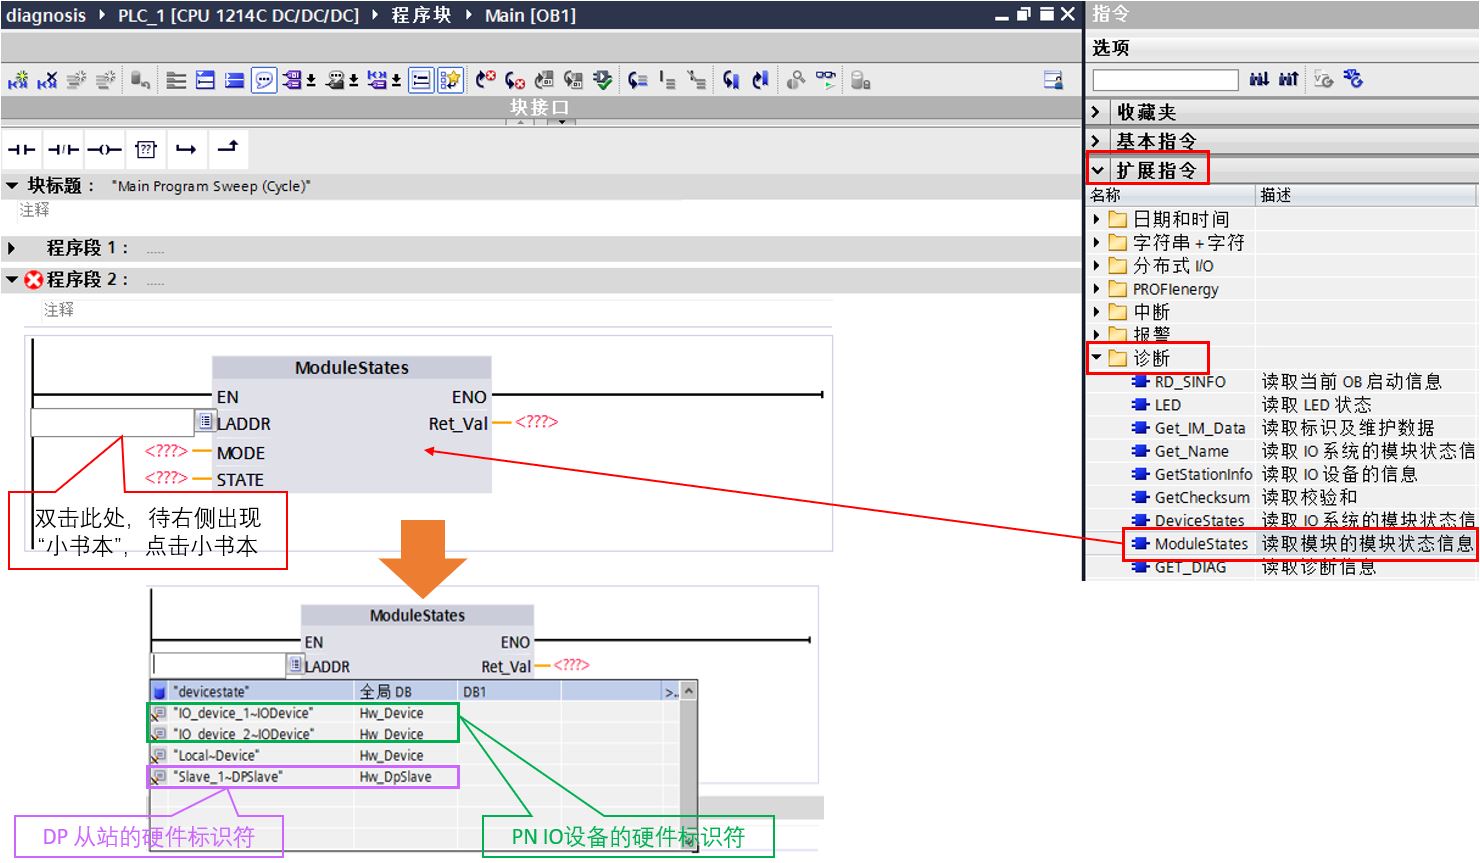 diagnosis PLC_1 [CPU 1214C DC/DC/DC] 程序块 Main [OB1]
块接口
??
块标题： "Main Program Sweep (Cycle)"
注释
程序段 1： .....
程序段 2： .....
注释
ModuleStates
EN ENO
LADDR Ret_Val <???>
<???> MODE
<???> STATE
双击此处，待右侧出现
“小书本”，点击小书本
ModuleStates
EN ENO
LADDR Ret_Val <???>
"devicestate" 全局 DB DB1 >..
"IO_device_1~IODevice" Hw_Device
"IO_device_2~IODevice" Hw_Device
"Local~Device" Hw_Device
"Slave_1~DPSlave" Hw_DpSlave
DP 从站的硬件标识符
PN IO设备的硬件标识符
指令
选项
收藏夹
基本指令
扩展指令
名称 描述
日期和时间
字符串 + 字符
分布式 I/O
PROFIenergy
中断
报警
诊断
RD_SINFO 读取当前 OB 启动信息
LED 读取 LED 状态
Get_IM_Data 读取标识及维护数据
Get_Name 读取 IO 系统的模块状态信
GetStationInfo 读取 IO 设备的信息
GetChecksum 读取校验和
DeviceStates 读取 IO 系统的模块状态信
ModuleStates 读取模块的模块状态信息
GET_DIAG 读取诊断信息